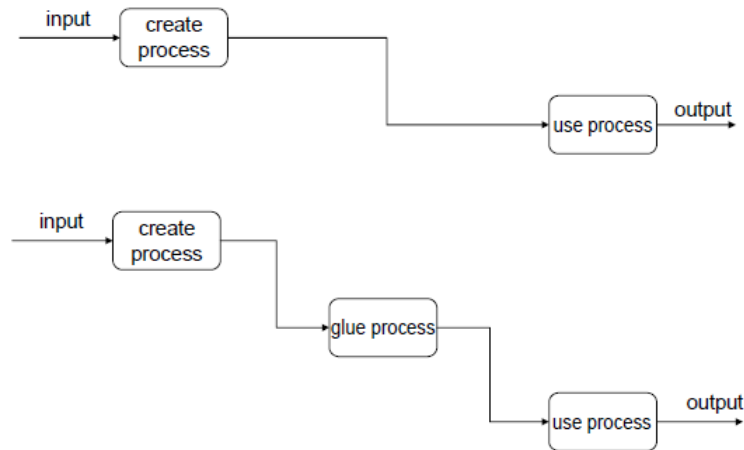 input
create
process
use process
output
input
create
process
glue process
use process
output